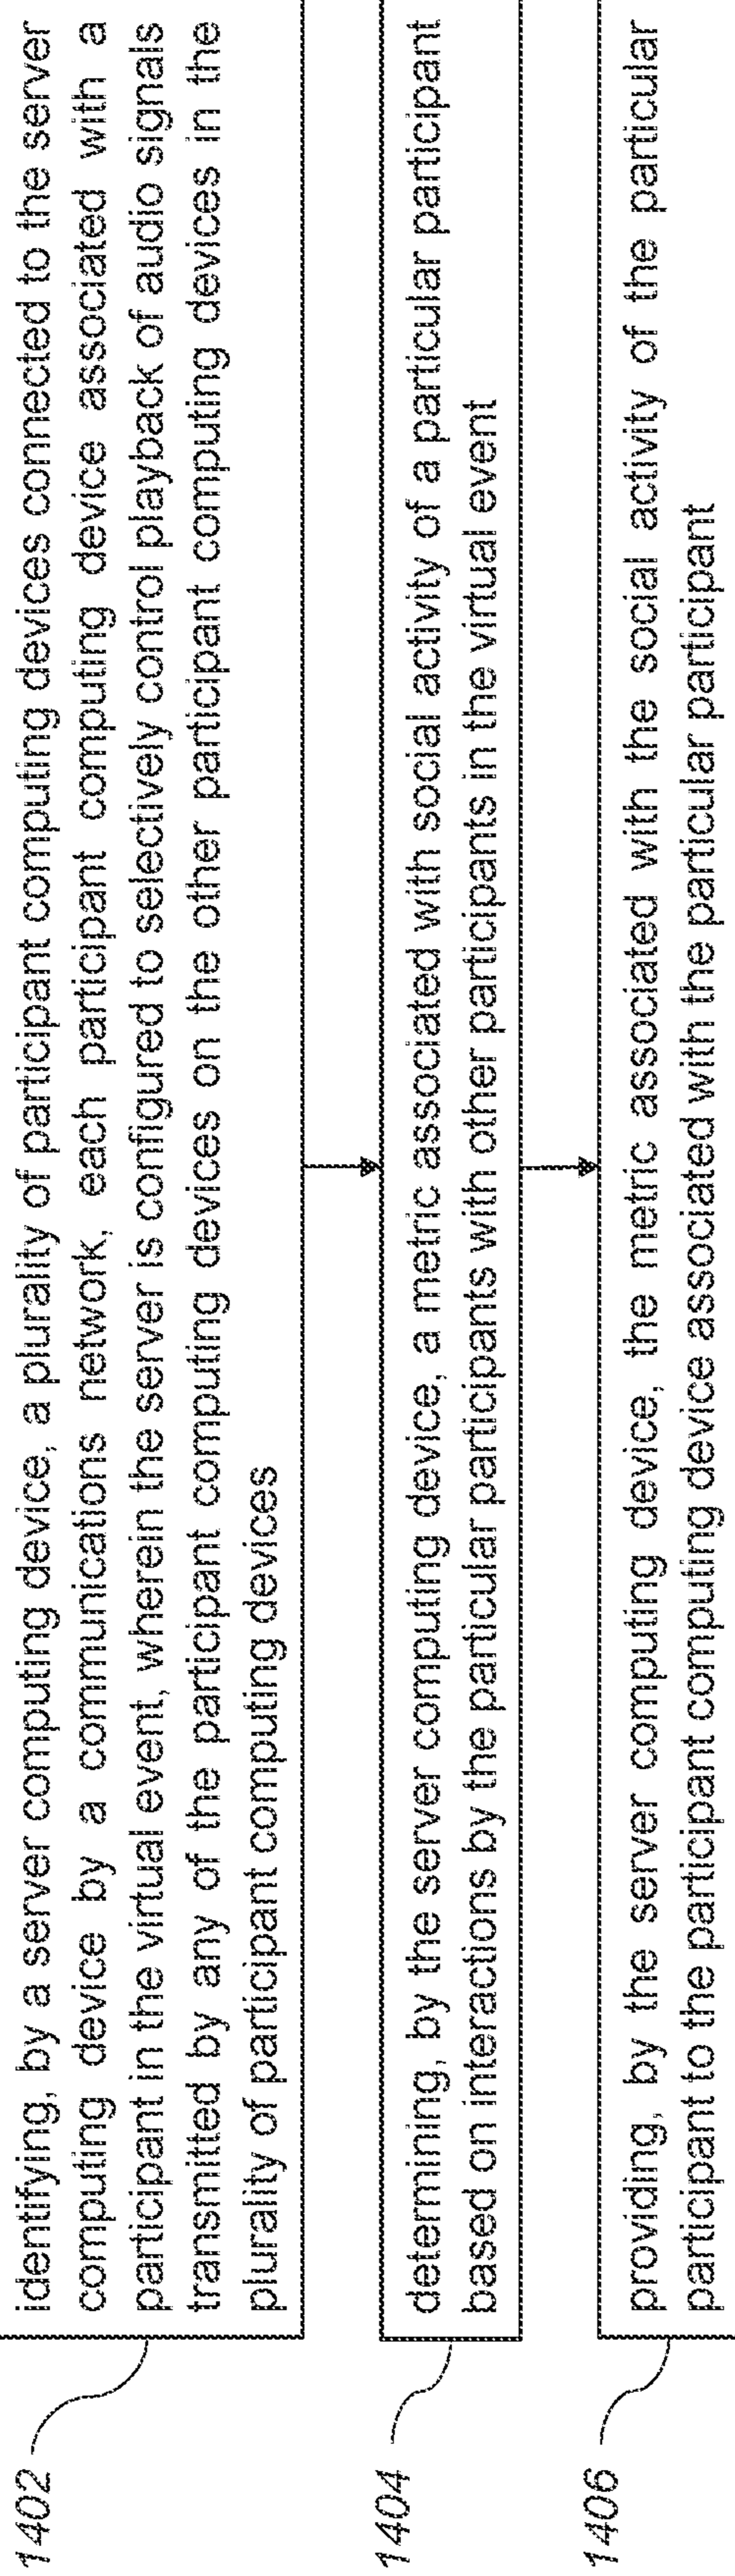 1402
identifying, by a server computing device, a plurality of participant computing devices connected to the server
computing device by a communications network, each participant computing device associated with a
participant in the virtual event, wherein the server is configured to selectively control playback of audio signals
transmitted by any of the participant computing devices on the other participant computing devices in the
plurality of participant computing devices
1404
determining, by the server computing device, a metric associated with social activity of a particular participant
based on interactions by the particular participants with other participants in the virtual event
1406
providing, by the server computing device, the metric associated with the social activity of the particular
participant to the participant computing device associated with the particular participant